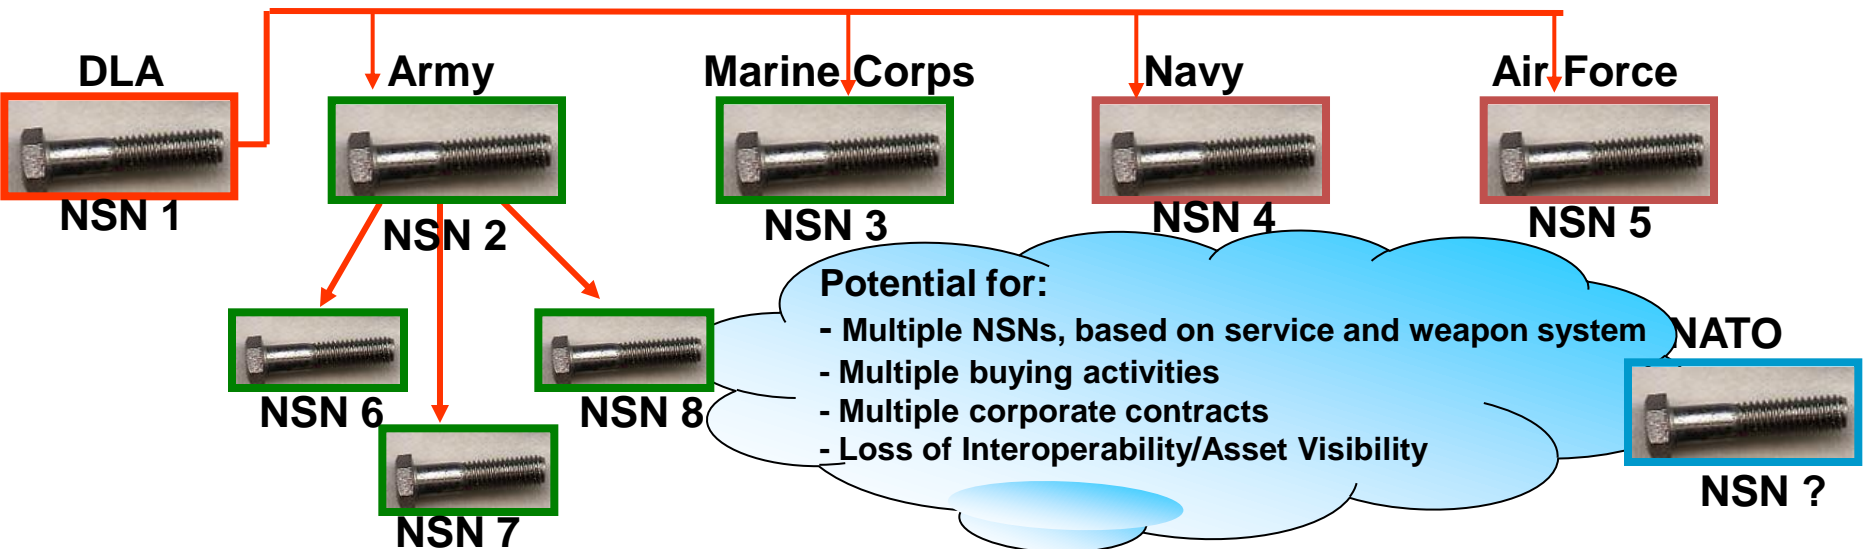 DLA
Army
Marine Corps
Navy
Air Force
NSN 1
NSN 2
NSN 3
NSN 4
NSN 5
Potential for:
- Multiple NSNs, based on service and weapon system
- Multiple buying activities
- Multiple corporate contracts
- Loss of Interoperability/Asset Visibility
NATO
NSN 6
NSN 8
NSN 7
NSN ?